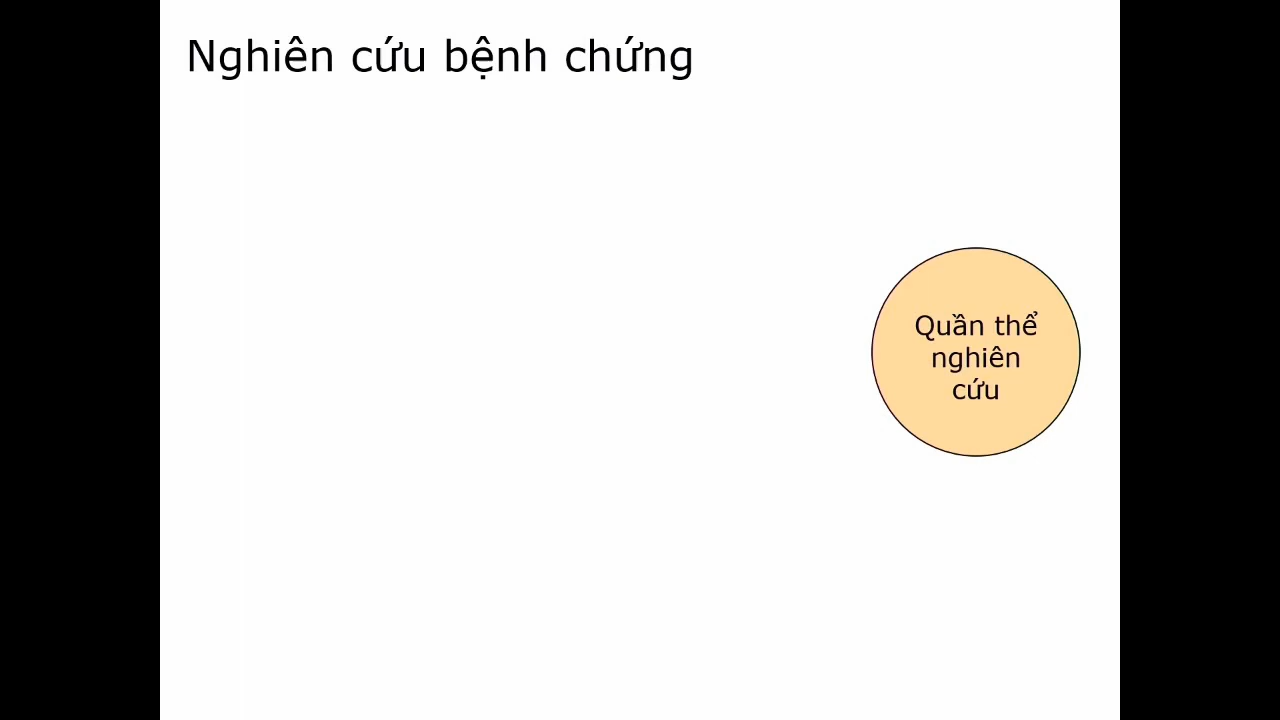 Nghiên cứu bệnh chứng
Quần thể
nghiên
cứu